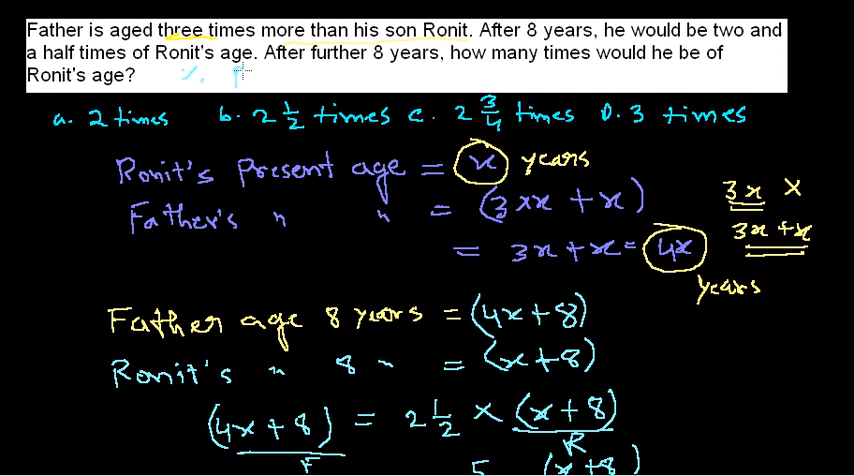 Father is aged three times more than his son Ronit. After 8 years, he would be two and
a half times of Ronit's age. After further 8 years, how many times would he be of
Ronit's age?
a. 2 times b. 2 1/2 times c. 2 3/4 times D. 3 times
Ronit's Present age = x years
Father's " " = (3 × x + x)
= 3x + x = 4x
years
3x ×
3x + x
Father age 8 years = (4x + 8)
Ronit's " 8 " = (x + 8)
(4x + 8) = 2 1/2 × (x + 8)
F R
5 (x + 8)